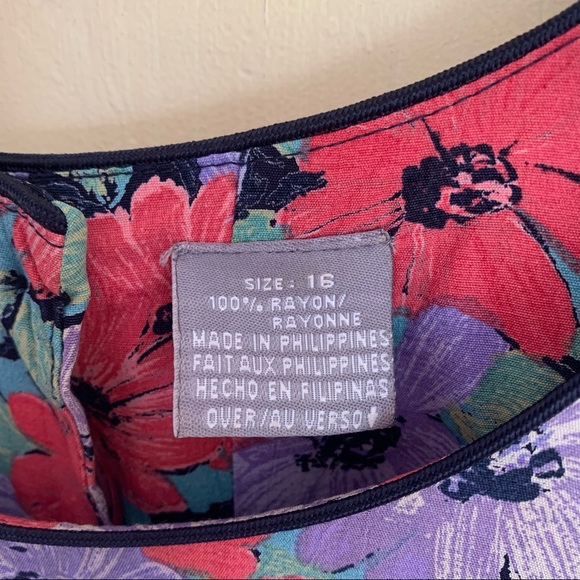 SIZE: 16
100% RAYON/
RAYONNE
MADE IN PHILIPPINES
FAIT AUX PHILIPPINES
HECHO EN FILIPINAS
OVER/AU VERSO